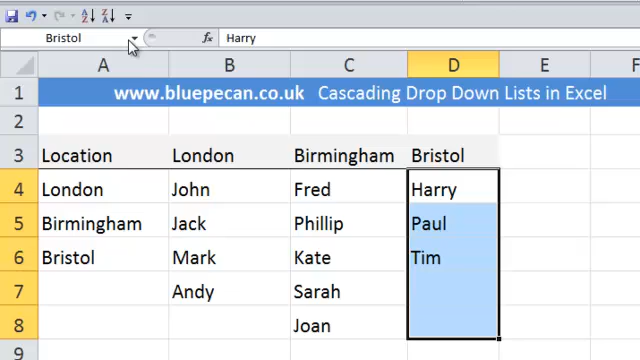 Bristol fx Harry
A B C D E F
1 www.bluepecan.co.uk Cascading Drop Down Lists in Excel
2
3 Location London Birmingham Bristol
4 London John Fred Harry
5 Birmingham Jack Phillip Paul
6 Bristol Mark Kate Tim
7 Andy Sarah
8 Joan
9